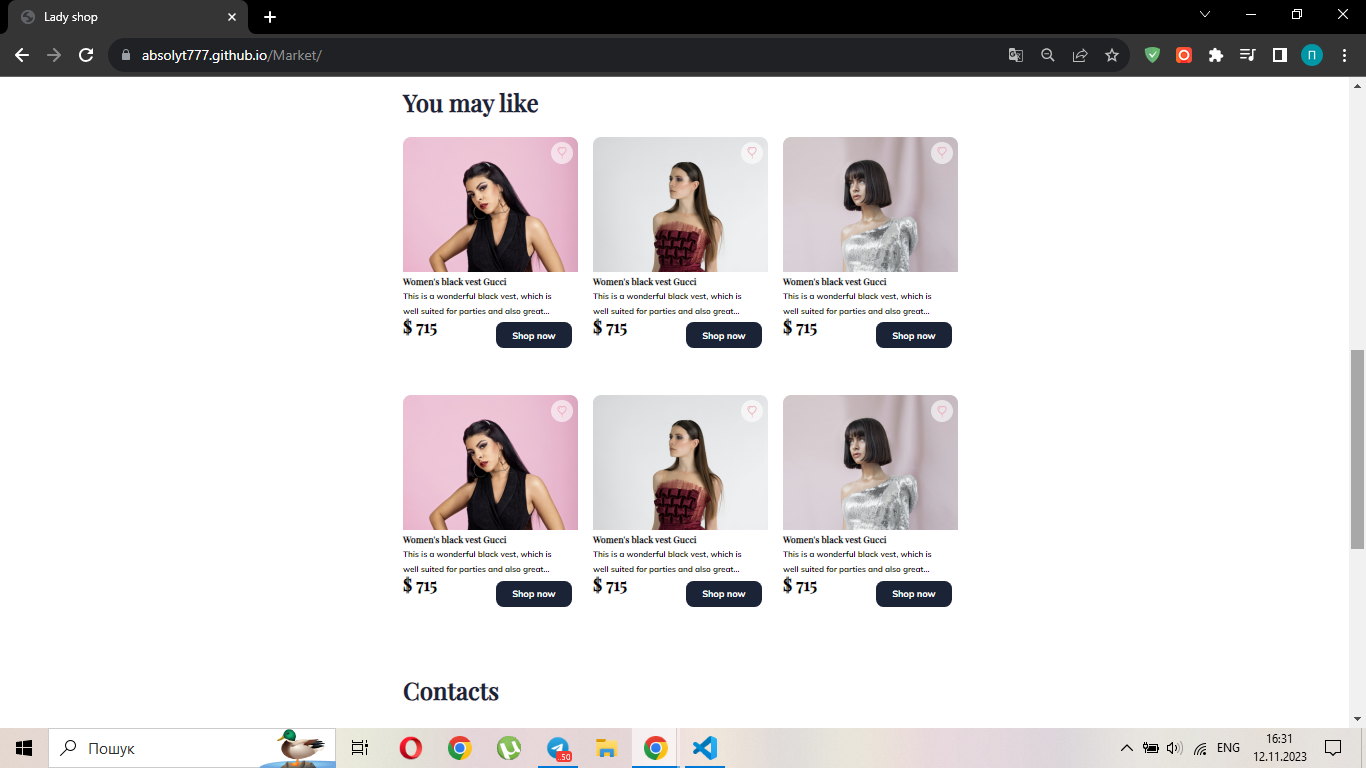 Lady shop
absolyt777.github.io/Market/
П
You may like
Women's black vest Gucci
This is a wonderful black vest, which is
well suited for parties and also great...
$ 715
Shop now
Women's black vest Gucci
This is a wonderful black vest, which is
well suited for parties and also great...
$ 715
Shop now
Women's black vest Gucci
This is a wonderful black vest, which is
well suited for parties and also great...
$ 715
Shop now
Women's black vest Gucci
This is a wonderful black vest, which is
well suited for parties and also great...
$ 715
Shop now
Women's black vest Gucci
This is a wonderful black vest, which is
well suited for parties and also great...
$ 715
Shop now
Women's black vest Gucci
This is a wonderful black vest, which is
well suited for parties and also great...
$ 715
Shop now
Contacts
Пошук
50
ENG
16:31
12.11.2023